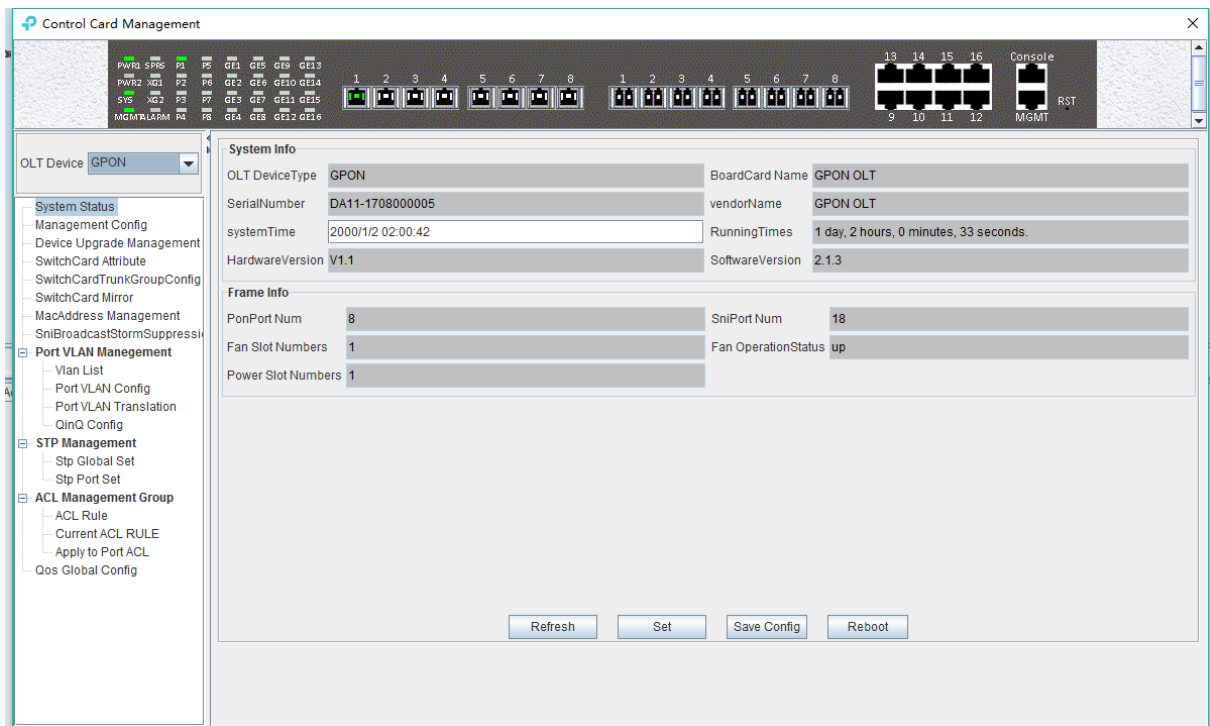 Control Card Management
PWR1 SPRS P1 P5 GE1 GE5 GE9 GE13
PWR2 XG1 P2 P6 GE2 GE6 GE10 GE14
SYS XG2 P3 P7 GE3 GE7 GE11 GE15
MGMT ALARM P4 P8 GE4 GE8 GE12 GE16
1 2 3 4 5 6 7 8 1 2 3 4 5 6 7 8
13 14 15 16 Console
RST
9 10 11 12 MGMT
OLT Device GPON
System Status
Management Config
Device Upgrade Management
SwitchCard Attribute
SwitchCardTrunkGroupConfig
SwitchCard Mirror
MacAddress Management
SniBroadcastStormSuppressi
Port VLAN Manegement
Vlan List
Port VLAN Config
Port VLAN Translation
QinQ Config
STP Management
Stp Global Set
Stp Port Set
ACL Management Group
ACL Rule
Current ACL RULE
Apply to Port ACL
Qos Global Config
System Info
OLT DeviceType GPON BoardCard Name GPON OLT
SerialNumber DA11-1708000005 vendorName GPON OLT
systemTime 2000/1/2 02:00:42 RunningTimes 1 day, 2 hours, 0 minutes, 33 seconds.
HardwareVersion V1.1 SoftwareVersion 2.1.3
Frame Info
PonPort Num 8 SniPort Num 18
Fan Slot Numbers 1 Fan OperationStatus up
Power Slot Numbers 1
Refresh Set Save Config Reboot